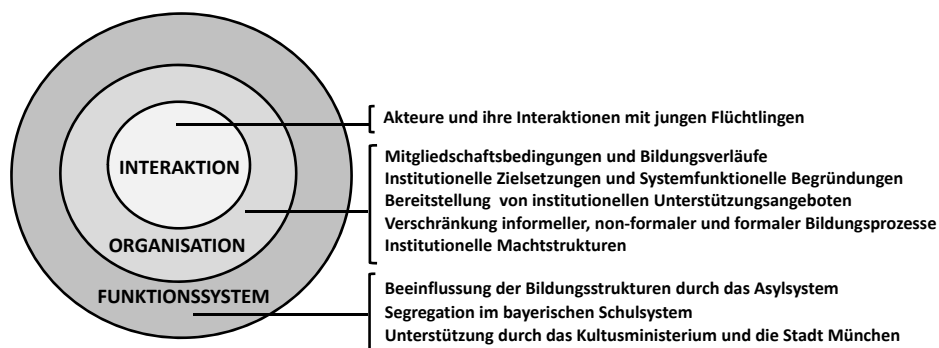 INTERAKTION
ORGANISATION
FUNKTIONSSYSTEM
Akteure und ihre Interaktionen mit jungen Flüchtlingen
Mitgliedschaftsbedingungen und Bildungsverläufe
Institutionelle Zielsetzungen und Systemfunktionelle Begründungen
Bereitstellung von institutionellen Unterstützungsangeboten
Verschränkung informeller, non-formaler und formaler Bildungsprozesse
Institutionelle Machtstrukturen
Beeinflussung der Bildungsstrukturen durch das Asylsystem
Segregation im bayerischen Schulsystem
Unterstützung durch das Kultusministerium und die Stadt München